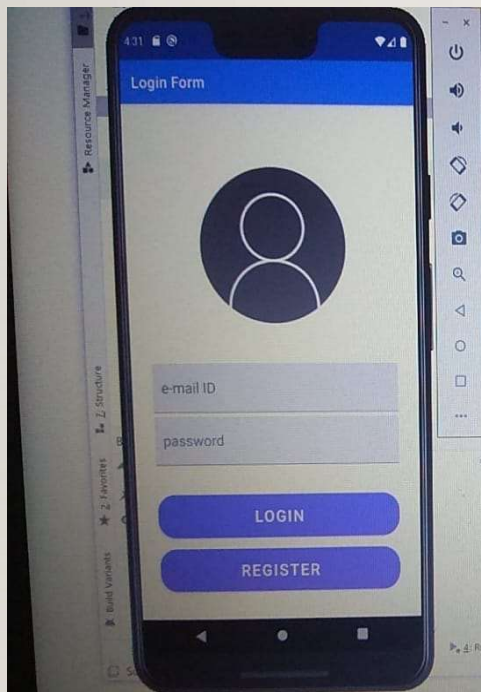 4:31
Login Form
e-mail ID
password
LOGIN
REGISTER
Resource Manager
Z: Structure
2: Favorites
Build Variants